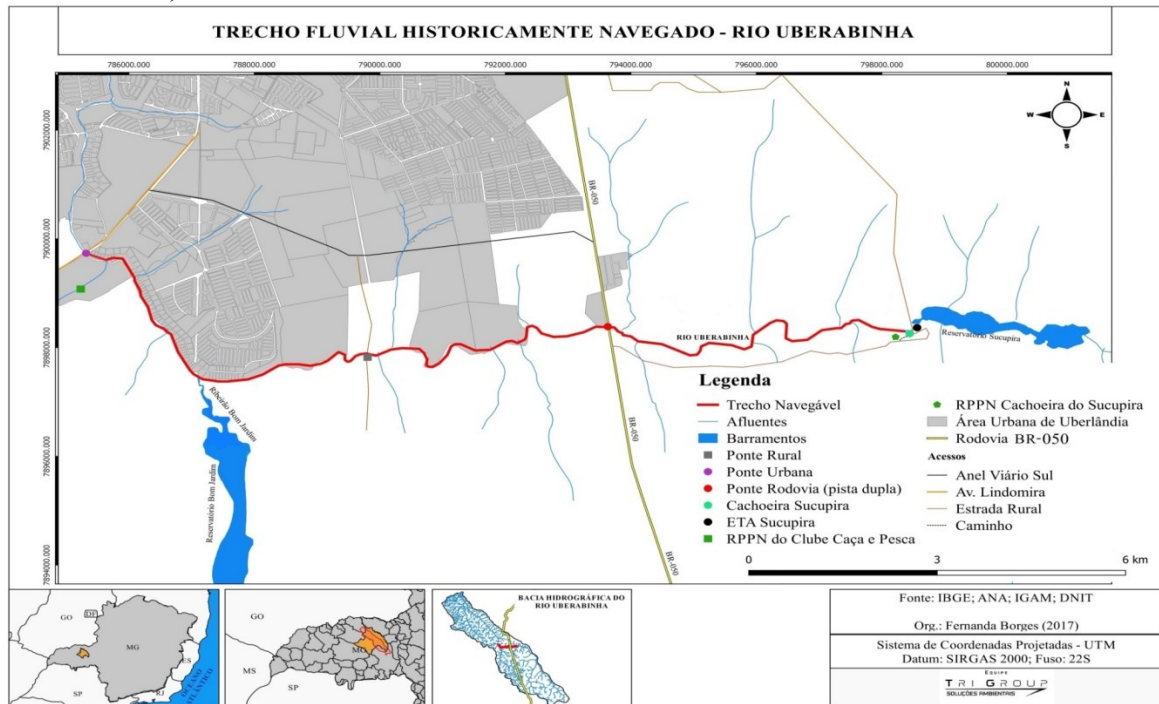 TRECHO FLUVIAL HISTORICAMENTE NAVEGADO - RIO UBERABINHA
786000.000 788000.000 790000.000 792000.000 794000.000 796000.000 798000.000 800000.000
7902000.000
7900000.000
7898000.000
7896000.000
7894000.000
N
W E
S
BR-050
RIO UBERABINHA
Reservatório Sucupira
Ribeirão Bom Jardim
Reservatório Bom Jardim
BR-050
BR-050
Legenda
Trecho Navegável
Afluentes
Barramentos
Ponte Rural
Ponte Urbana
Ponte Rodovia (pista dupla)
Cachoeira Sucupira
ETA Sucupira
RPPN do Clube Caça e Pesca
RPPN Cachoeira do Sucupira
Área Urbana de Uberlândia
Rodovia BR-050
Acessos
Anel Viário Sul
Av. Lindomira
Estrada Rural
Caminho
0 3 6 km
GO
DF
MG
ES
SP
RJ
OCEANO ATLÂNTICO
GO
MG
MS
SP
BACIA HIDROGRÁFICA DO
RIO UBERABINHA
Fonte: IBGE; ANA; IGAM; DNIT
Org.: Fernanda Borges (2017)
Sistema de Coordenadas Projetadas - UTM
Datum: SIRGAS 2000; Fuso: 22S
EQUIPE
TRI GROUP
SOLUÇÕES AMBIENTAIS